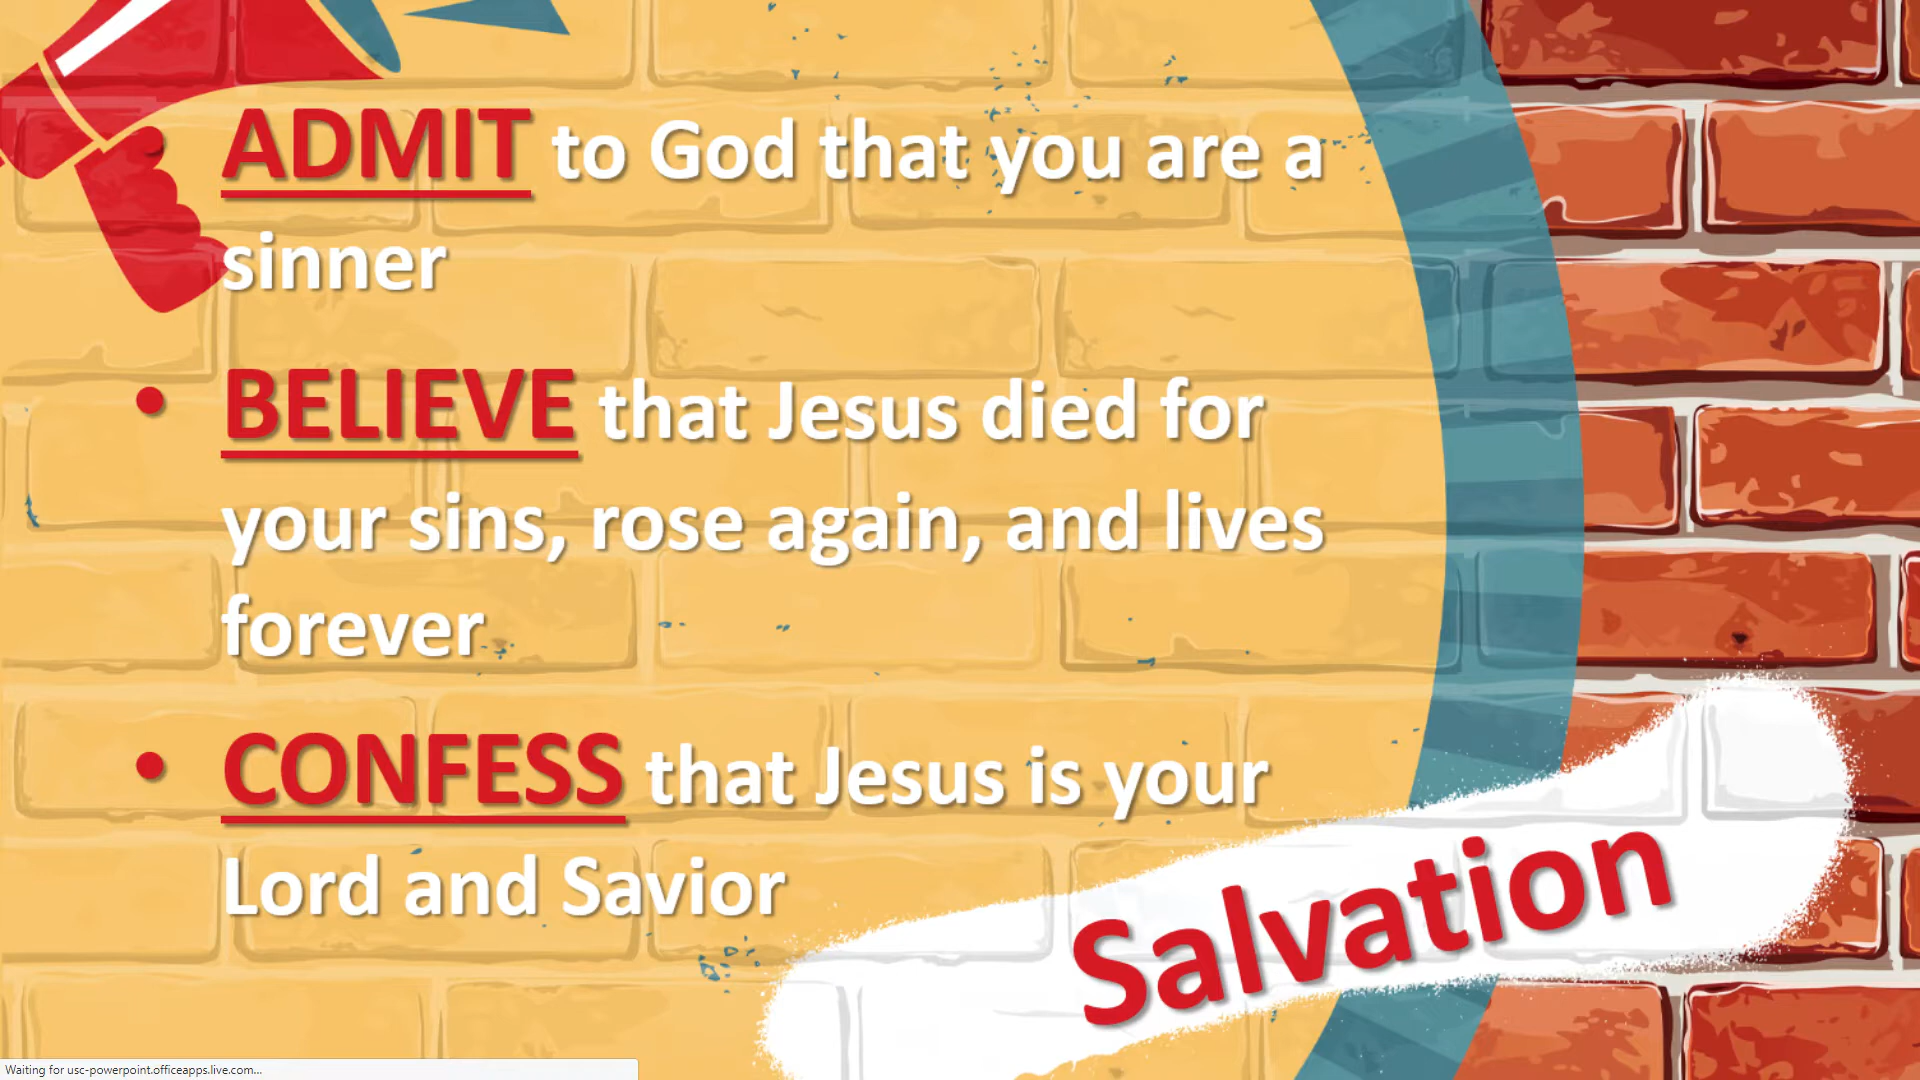 • ADMIT to God that you are a
sinner
• BELIEVE that Jesus died for
your sins, rose again, and lives
forever
• CONFESS that Jesus is your
Lord and Savior
Salvation
Waiting for usc-powerpoint.officeapps.live.com...